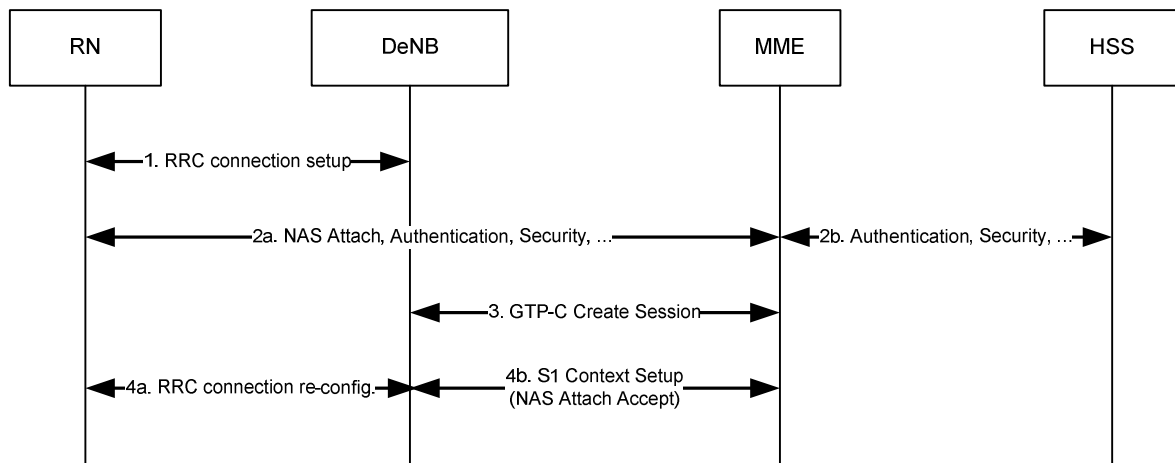 RN
DeNB
MME
HSS
1. RRC connection setup
2a. NAS Attach, Authentication, Security, ...
2b. Authentication, Security, ...
3. GTP-C Create Session
4a. RRC connection re-config.
4b. S1 Context Setup
(NAS Attach Accept)